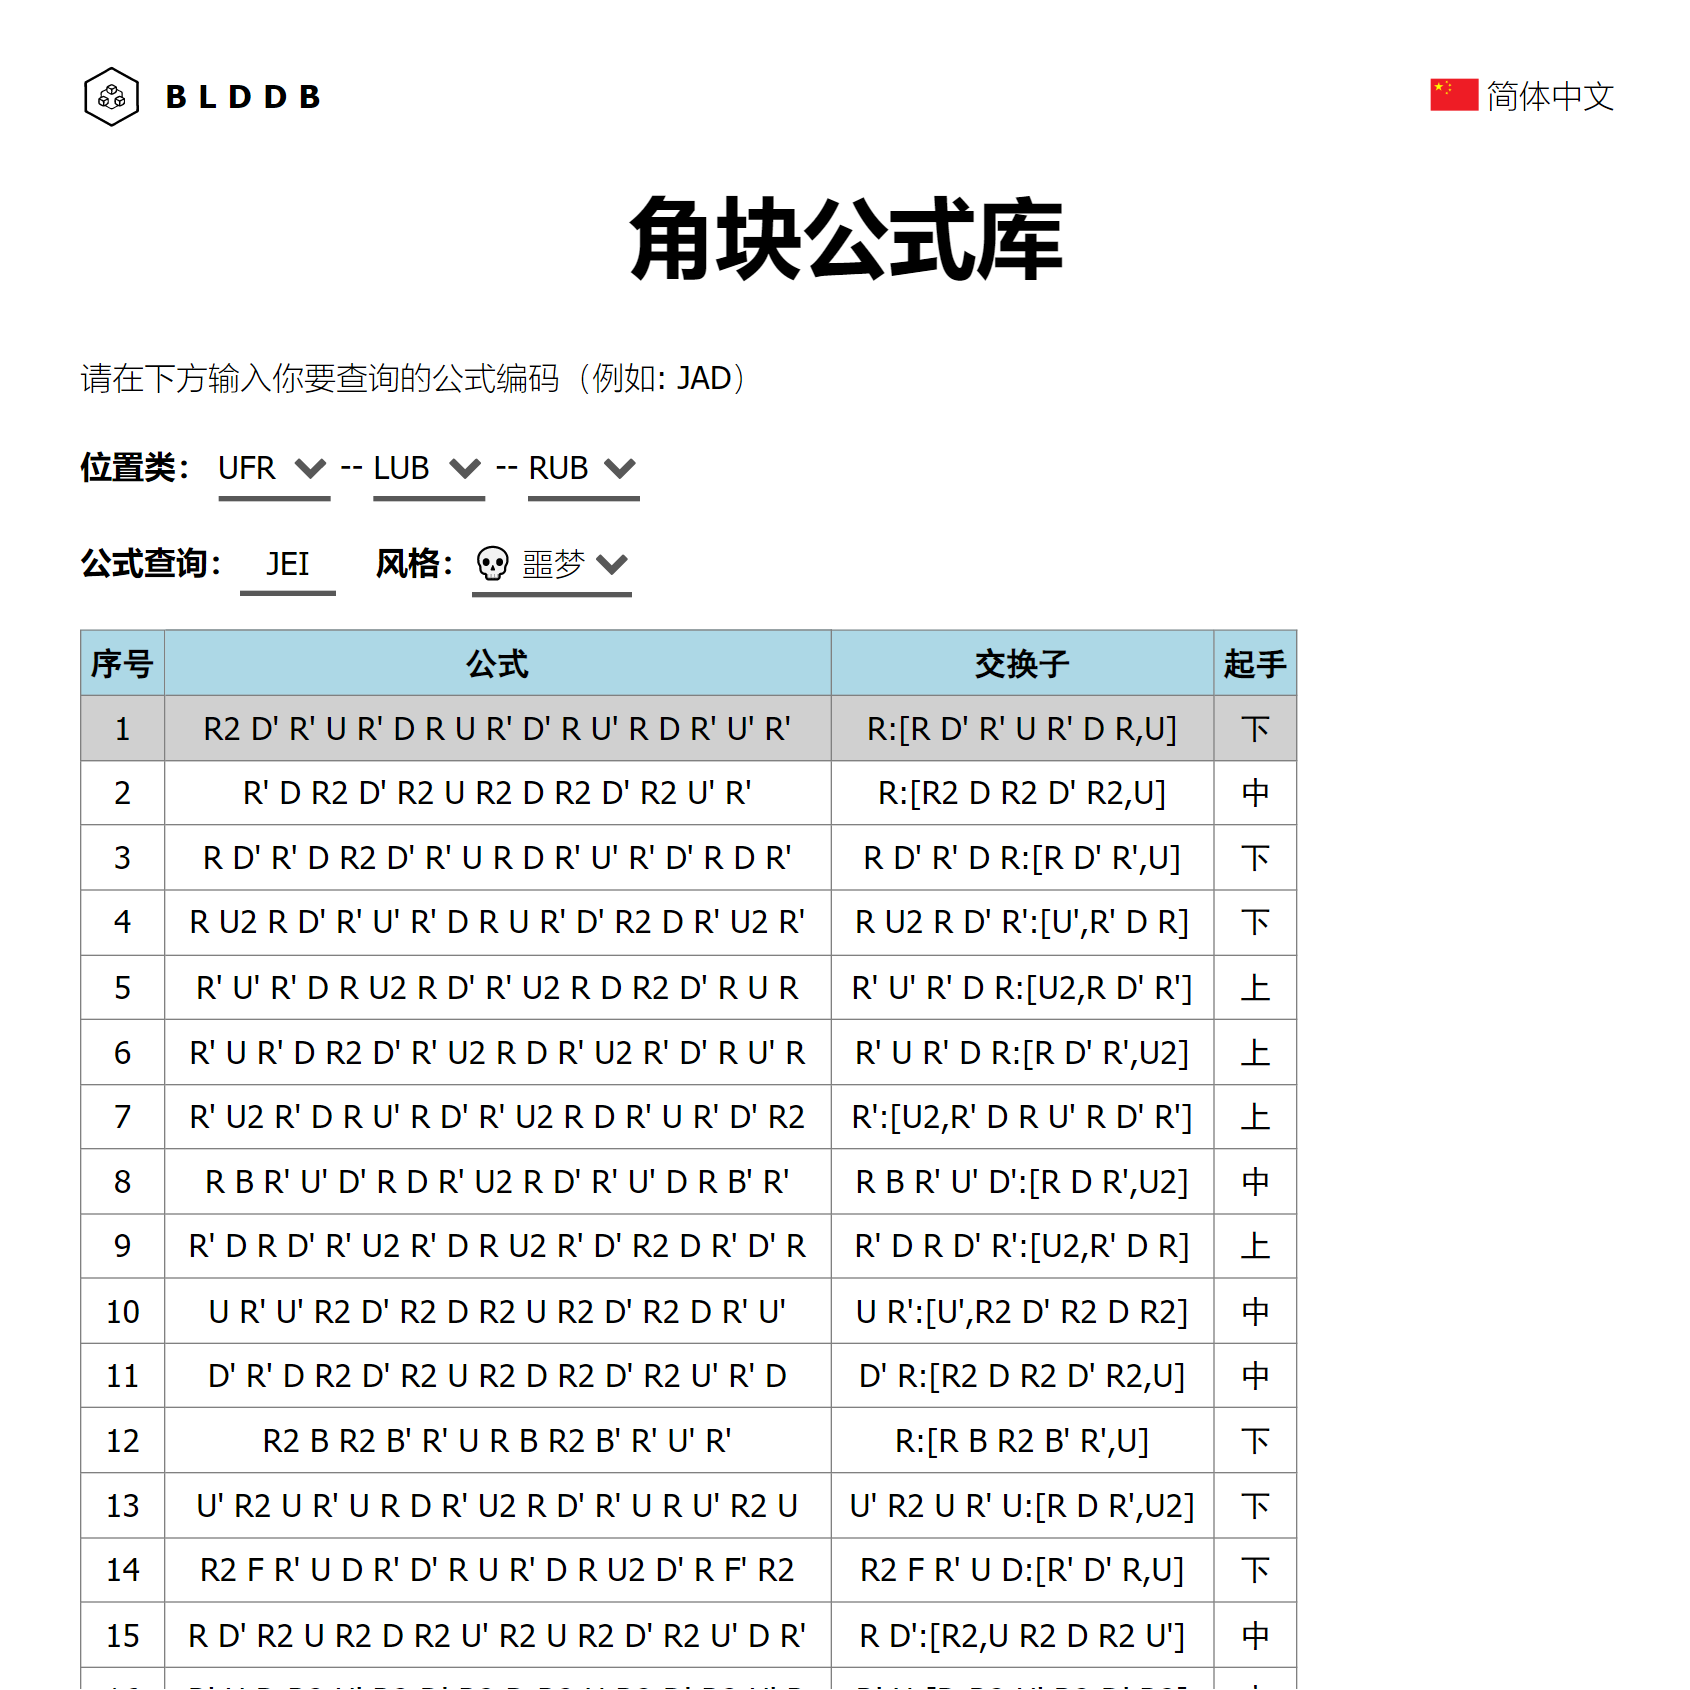 BLDDB
简体中文
角块公式库
请在下方输入你要查询的公式编码（例如: JAD）
位置类： UFR -- LUB -- RUB
公式查询： JEI 风格： 噩梦
序号 公式 交换子 起手
1 R2 D' R' U R' D R U R' D' R U' R D R' U' R' R:[R D' R' U R' D R,U] 下
2 R' D R2 D' R2 U R2 D R2 D' R2 U' R' R:[R2 D R2 D' R2,U] 中
3 R D' R' D R2 D' R' U R D R' U' R' D' R D R' R D' R' D R:[R D' R',U] 下
4 R U2 R D' R' U' R' D R U R' D' R2 D R' U2 R' R U2 R D' R':[U',R' D R] 下
5 R' U' R' D R U2 R D' R' U2 R D R2 D' R U R R' U' R' D R:[U2,R D' R'] 上
6 R' U R' D R2 D' R' U2 R D R' U2 R' D' R U' R R' U R' D R:[R D' R',U2] 上
7 R' U2 R' D R U' R D' R' U2 R D R' U R' D' R2 R':[U2,R' D R U' R D' R'] 上
8 R B R' U' D' R D R' U2 R D' R' U' D R B' R' R B R' U' D':[R D R',U2] 中
9 R' D R D' R' U2 R' D R U2 R' D' R2 D R' D' R R' D R D' R':[U2,R' D R] 上
10 U R' U' R2 D' R2 D R2 U R2 D' R2 D R' U' U R':[U',R2 D' R2 D R2] 中
11 D' R' D R2 D' R2 U R2 D R2 D' R2 U' R' D D' R:[R2 D R2 D' R2,U] 中
12 R2 B R2 B' R' U R B R2 B' R' U' R' R:[R B R2 B' R',U] 下
13 U' R2 U R' U R D R' U2 R D' R' U R U' R2 U U' R2 U R' U:[R D R',U2] 下
14 R2 F R' U D R' D' R U R' D R U2 D' R F' R2 R2 F R' U D:[R' D' R,U] 下
15 R D' R2 U R2 D R2 U' R2 U R2 D' R2 U' D R' R D':[R2,U R2 D R2 U'] 中